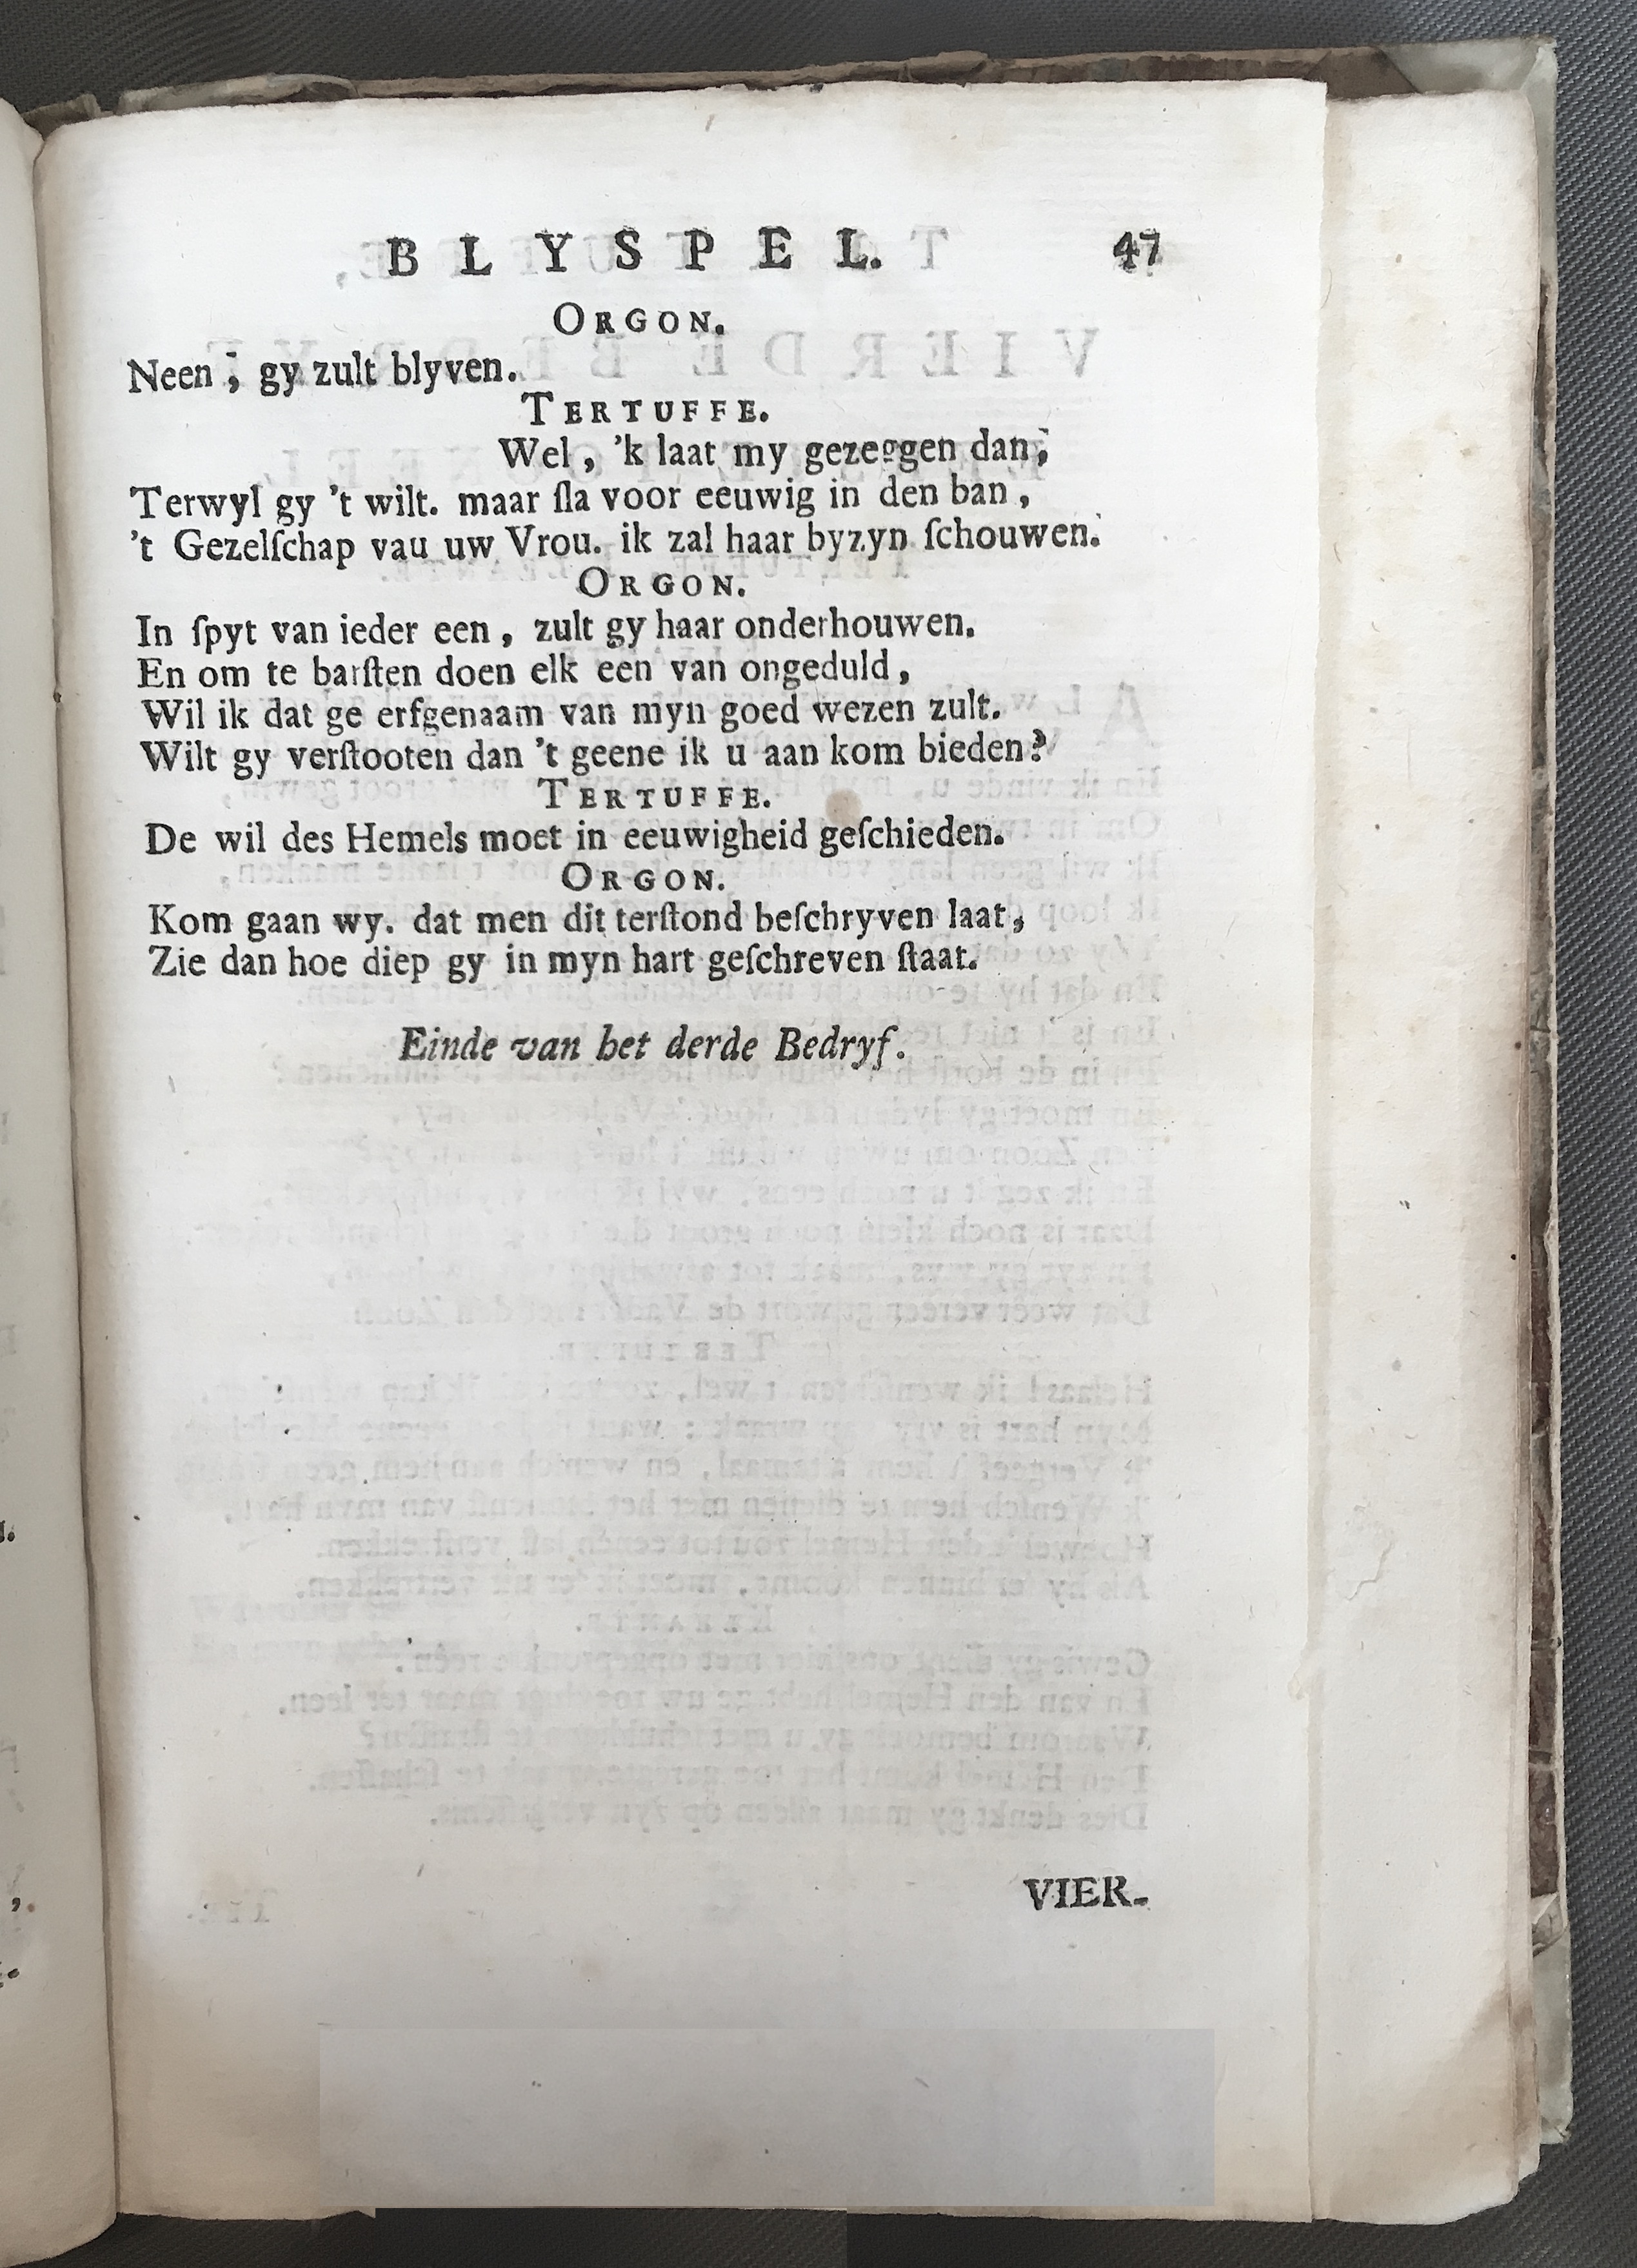 BLYSPEL. 47
ORGON.
Neen, gy zult blyven.
TERTUFFE.
Wel, 'k laat my gezeggen dan,
Terwyl gy 't wilt. maar ſla voor eeuwig in den ban,
't Gezelſchap vau uw Vrou. ik zal haar byzyn ſchouwen.
ORGON.
In ſpyt van ieder een, zult gy haar onderhouwen.
En om te barſten doen elk een van ongeduld,
Wil ik dat ge erfgenaam van myn goed wezen zult.
Wilt gy verſtooten dan 't geene ik u aan kom bieden?
TERTUFFE.
De wil des Hemels moet in eeuwigheid geſchieden.
ORGON.
Kom gaan wy. dat men dit terſtond beſchryven laat,
Zie dan hoe diep gy in myn hart geſchreven ſtaat.
Einde van het derde Bedryf.
VIER-